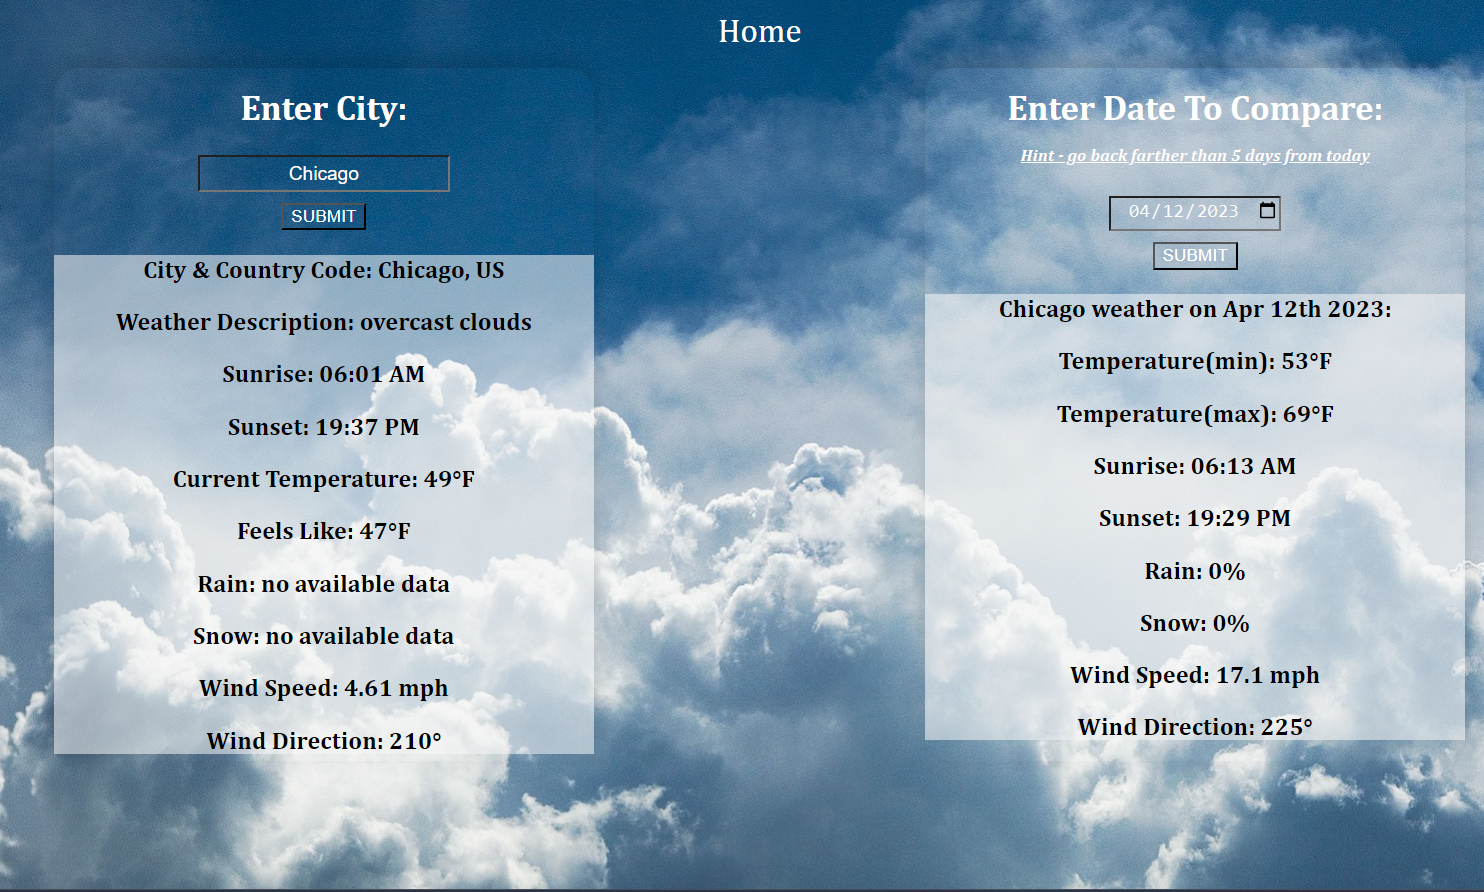 Home
Enter City:
Chicago
SUBMIT
City & Country Code: Chicago, US
Weather Description: overcast clouds
Sunrise: 06:01 AM
Sunset: 19:37 PM
Current Temperature: 49°F
Feels Like: 47°F
Rain: no available data
Snow: no available data
Wind Speed: 4.61 mph
Wind Direction: 210°
Enter Date To Compare:
Hint - go back farther than 5 days from today
04/12/2023
SUBMIT
Chicago weather on Apr 12th 2023:
Temperature(min): 53°F
Temperature(max): 69°F
Sunrise: 06:13 AM
Sunset: 19:29 PM
Rain: 0%
Snow: 0%
Wind Speed: 17.1 mph
Wind Direction: 225°